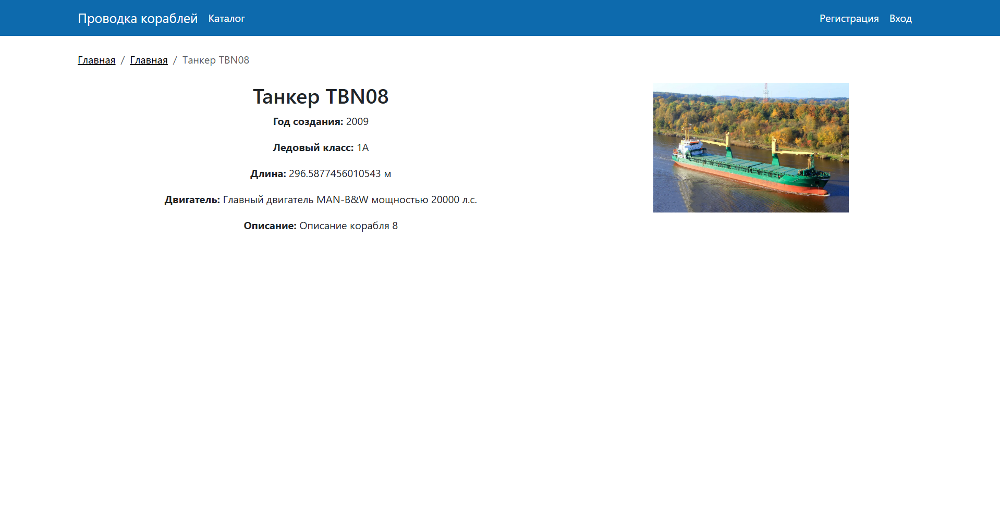 Проводка кораблей Каталог Регистрация Вход
Главная / Главная / Танкер TBN08
Танкер TBN08
Год создания: 2009
Ледовый класс: 1A
Длина: 296.5877456010543 м
Двигатель: Главный двигатель MAN-B&W мощностью 20000 л.с.
Описание: Описание корабля 8